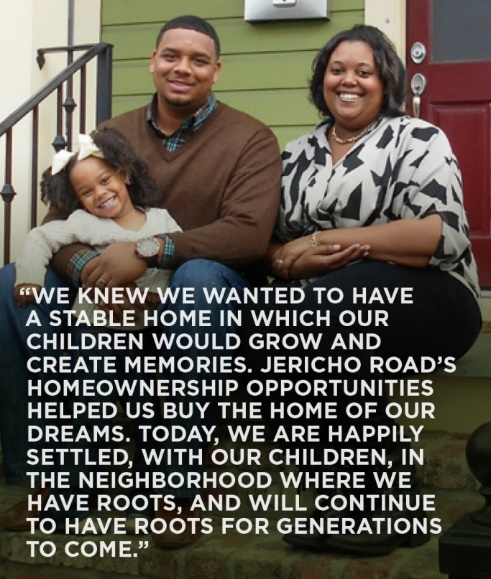 “WE KNEW WE WANTED TO HAVE
A STABLE HOME IN WHICH OUR
CHILDREN WOULD GROW AND
CREATE MEMORIES. JERICHO ROAD’S
HOMEOWNERSHIP OPPORTUNITIES
HELPED US BUY THE HOME OF OUR
DREAMS. TODAY, WE ARE HAPPILY
SETTLED, WITH OUR CHILDREN, IN
THE NEIGHBORHOOD WHERE WE
HAVE ROOTS, AND WILL CONTINUE
TO HAVE ROOTS FOR GENERATIONS
TO COME.”